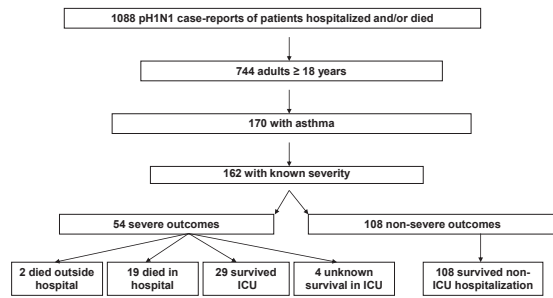 1088 pH1N1 case-reports of patients hospitalized and/or died
744 adults ≥ 18 years
170 with asthma
162 with known severity
54 severe outcomes
108 non-severe outcomes
2 died outside
hospital
19 died in
hospital
29 survived
ICU
4 unknown
survival in ICU
108 survived non-
ICU hospitalization